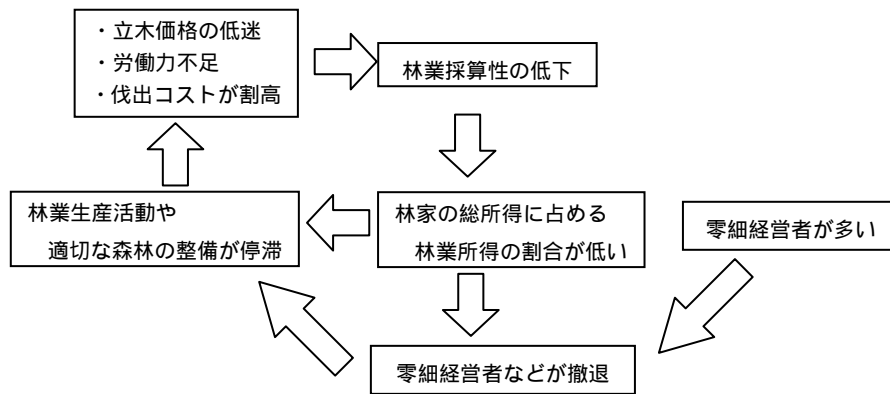 ・立木価格の低迷
・労働力不足
・伐出コストが割高
林業採算性の低下
林業生産活動や
適切な森林の整備が停滞
林家の総所得に占める
林業所得の割合が低い
零細経営者が多い
零細経営者などが撤退